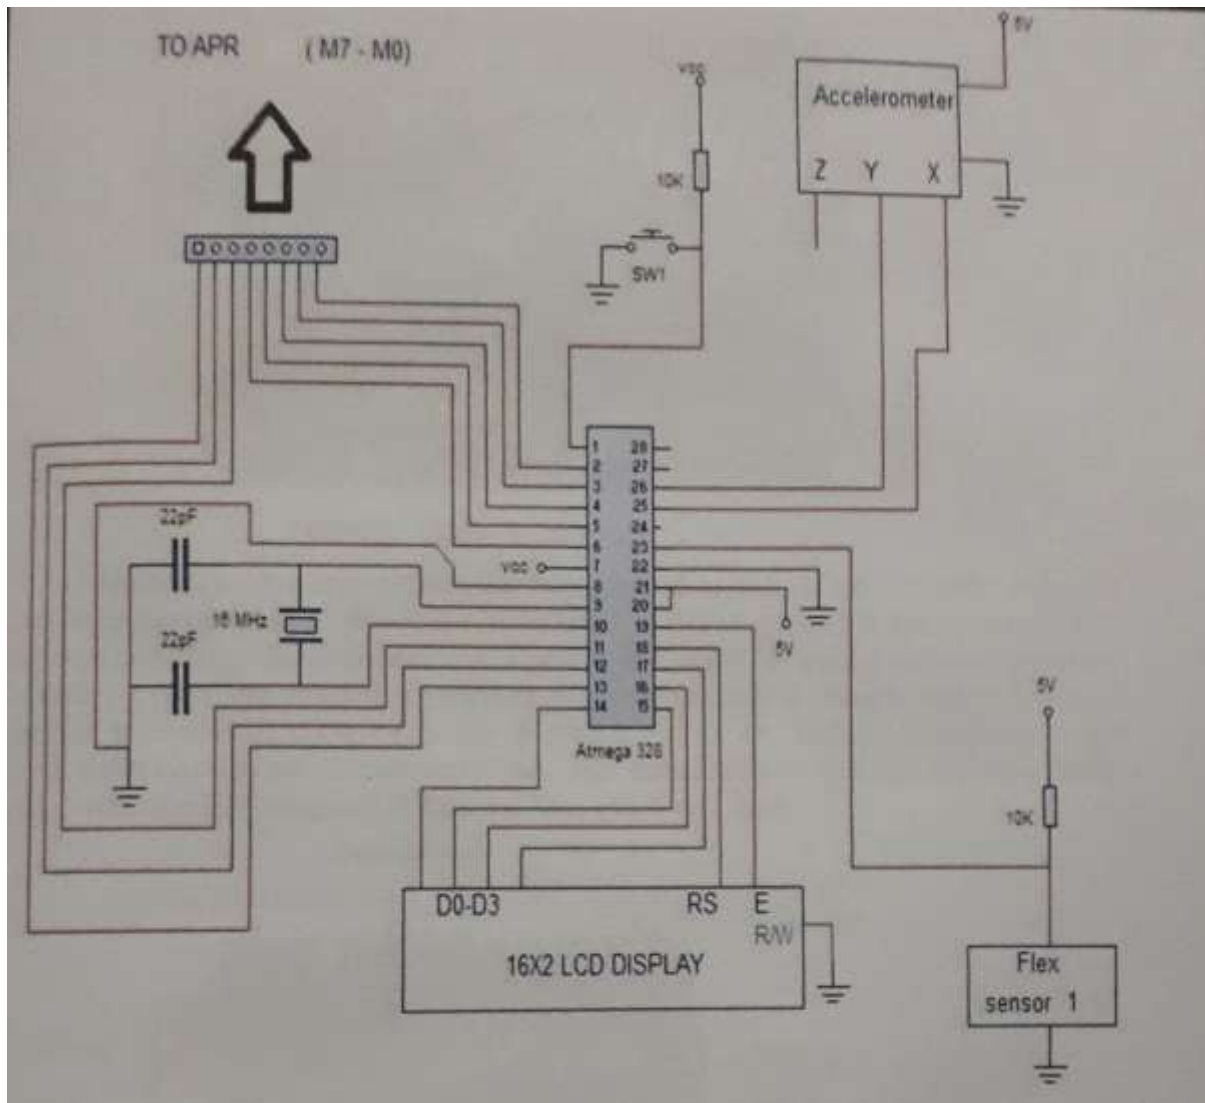 TO APR (M7 - M0)
5V
VCC
Accelerometer
10K
Z Y X
SW1
1 28
2 27
3 26
4 25
5 24
6 23
VCC
7 22
8 21
9 20
10 19
11 18
12 17
13 16
14 15
22pF
16 MHz
22pF
5V
Atmega 328
5V
10K
D0-D3 RS E
R/W
16X2 LCD DISPLAY
Flex
sensor 1